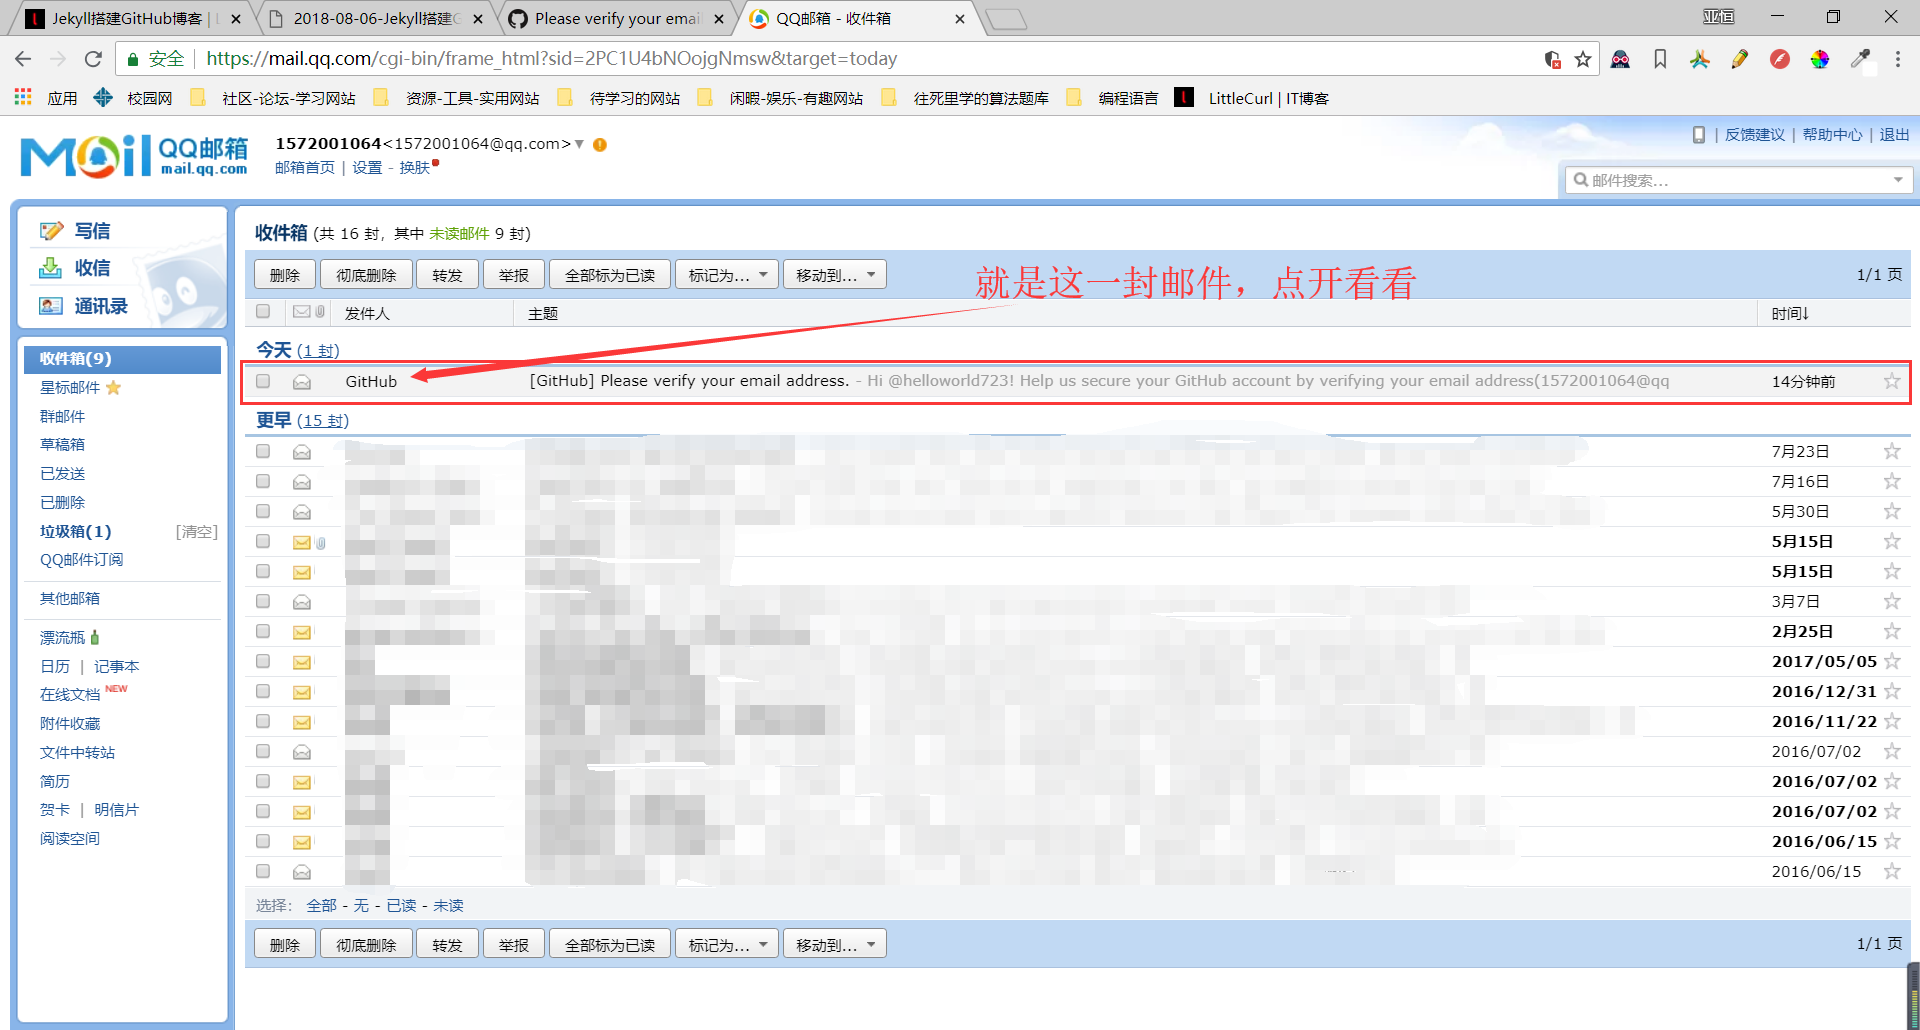 Jekyll搭建GitHub博客 | L
2018-08-06-Jekyll搭建G
Please verify your emai
QQ邮箱 - 收件箱
亚恒
安全 https://mail.qq.com/cgi-bin/frame_html?sid=2PC1U4bNOojgNmsw&target=today
应用 校园网 社区-论坛-学习网站 资源-工具-实用网站 待学习的网站 闲暇-娱乐-有趣网站 往死里学的算法题库 编程语言 LittleCurl | IT博客
Mail QQ邮箱
mail.qq.com
1572001064<1572001064@qq.com>
邮箱首页 | 设置 - 换肤
| 反馈建议 | 帮助中心 | 退出
邮件搜索...
写信
收信
通讯录
收件箱(9)
星标邮件
群邮件
草稿箱
已发送
已删除
垃圾箱(1) [清空]
QQ邮件订阅
其他邮箱
漂流瓶
日历 | 记事本
在线文档 NEW
附件收藏
文件中转站
简历
贺卡 | 明信片
阅读空间
收件箱 (共 16 封，其中 未读邮件 9 封)
删除 彻底删除 转发 举报 全部标为已读 标记为... 移动到... 1/1 页
就是这一封邮件，点开看看
发件人 主题 时间↓
今天 (1 封)
GitHub [GitHub] Please verify your email address. - Hi @helloworld723! Help us secure your GitHub account by verifying your email address(1572001064@qq 14分钟前
更早 (15 封)
7月23日
7月16日
5月30日
5月15日
5月15日
3月7日
2月25日
2017/05/05
2016/12/31
2016/11/22
2016/07/02
2016/07/02
2016/07/02
2016/06/15
2016/06/15
选择： 全部 - 无 - 已读 - 未读
删除 彻底删除 转发 举报 全部标为已读 标记为... 移动到... 1/1 页